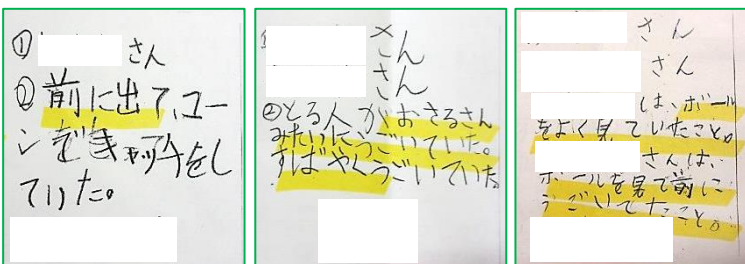 ① さん
② 前に出て、コー
ンをキャッチをし
ていた。
さん
さん
②とる人がおさるさん
みたいにうごいていた。
すばやくうごいていた。
さん
さん
は、ボール
をよく見ていたこと。
さんは、
ボールを見て前に
うごいてたこと。